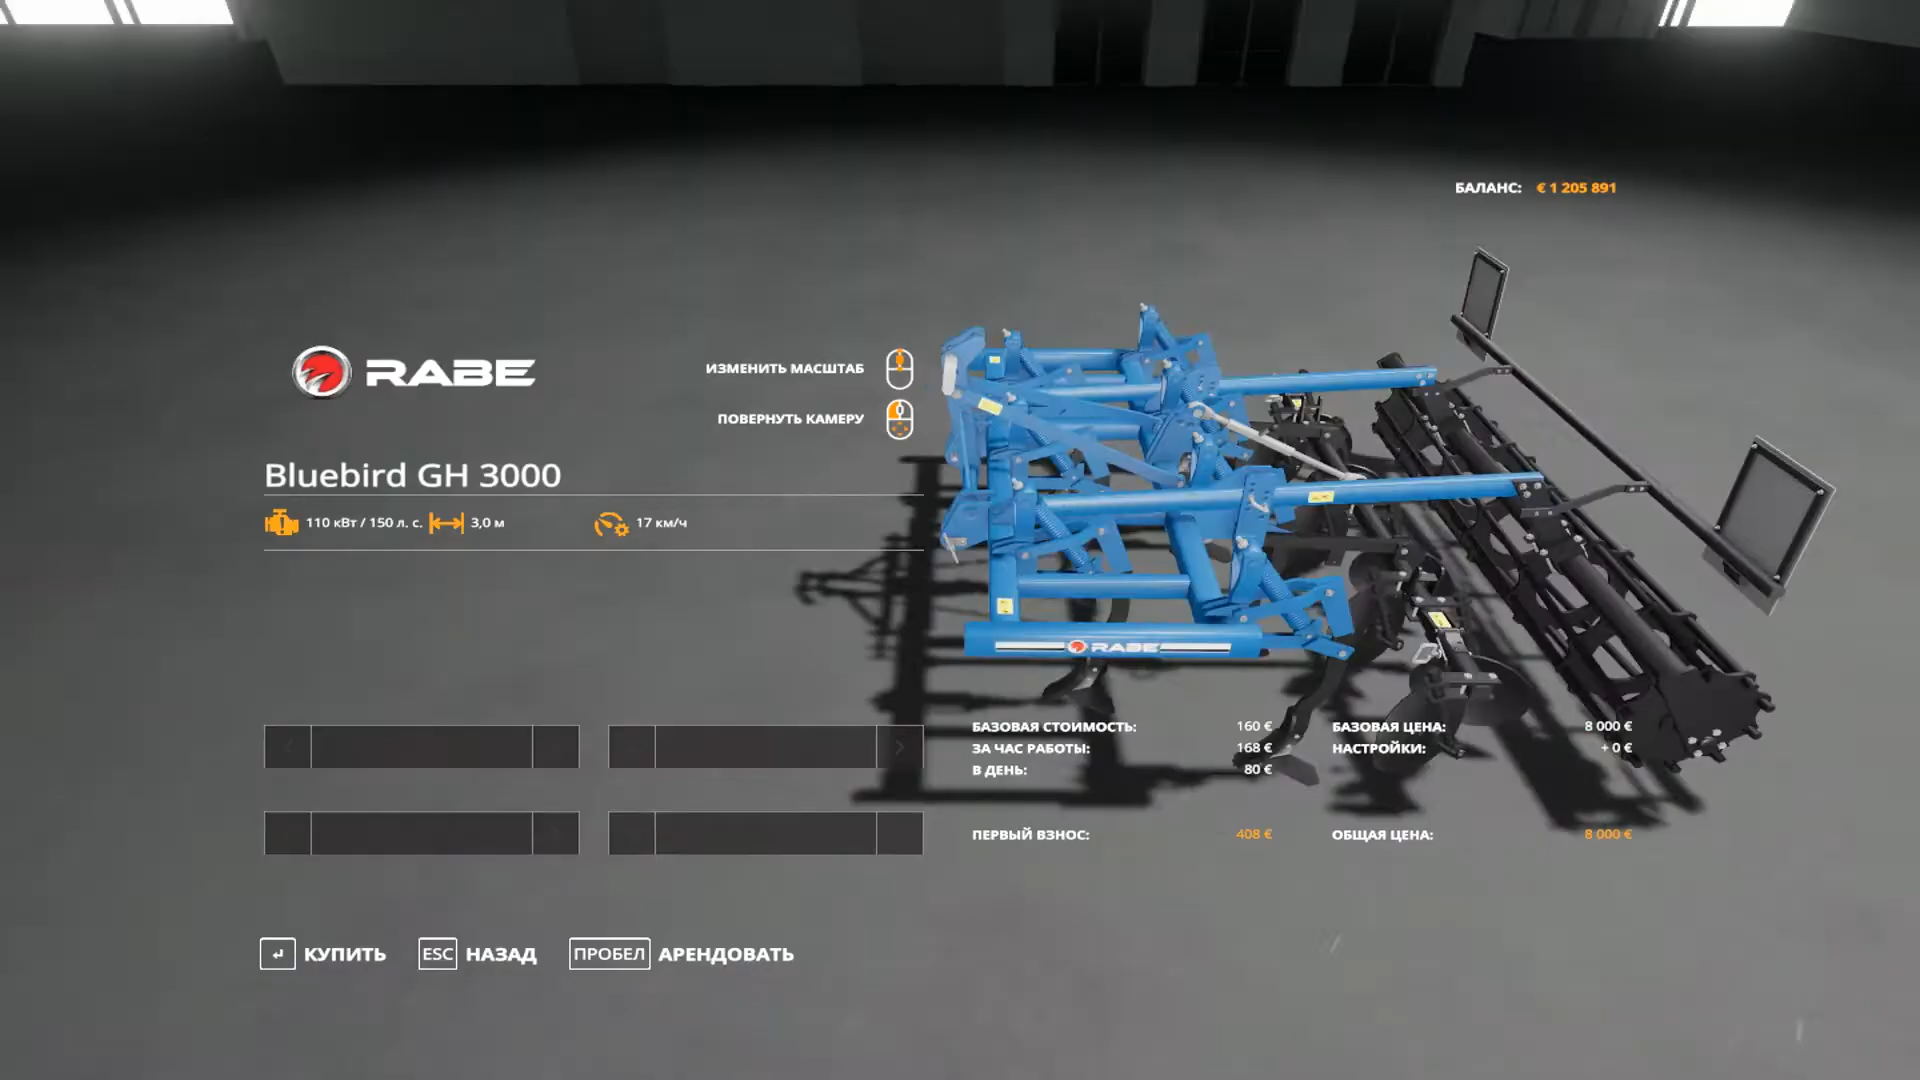 БАЛАНС: € 1 205 891
RABE
ИЗМЕНИТЬ МАСШТАБ
ПОВЕРНУТЬ КАМЕРУ
Bluebird GH 3000
110 кВт / 150 л. с. 3,0 м 17 км/ч
RABE
БАЗОВАЯ СТОИМОСТЬ: 160 €
ЗА ЧАС РАБОТЫ: 168 €
В ДЕНЬ: 80 €
БАЗОВАЯ ЦЕНА: 8 000 €
НАСТРОЙКИ: + 0 €
ПЕРВЫЙ ВЗНОС: 408 €
ОБЩАЯ ЦЕНА: 8 000 €
КУПИТЬ ESC НАЗАД ПРОБЕЛ АРЕНДОВАТЬ